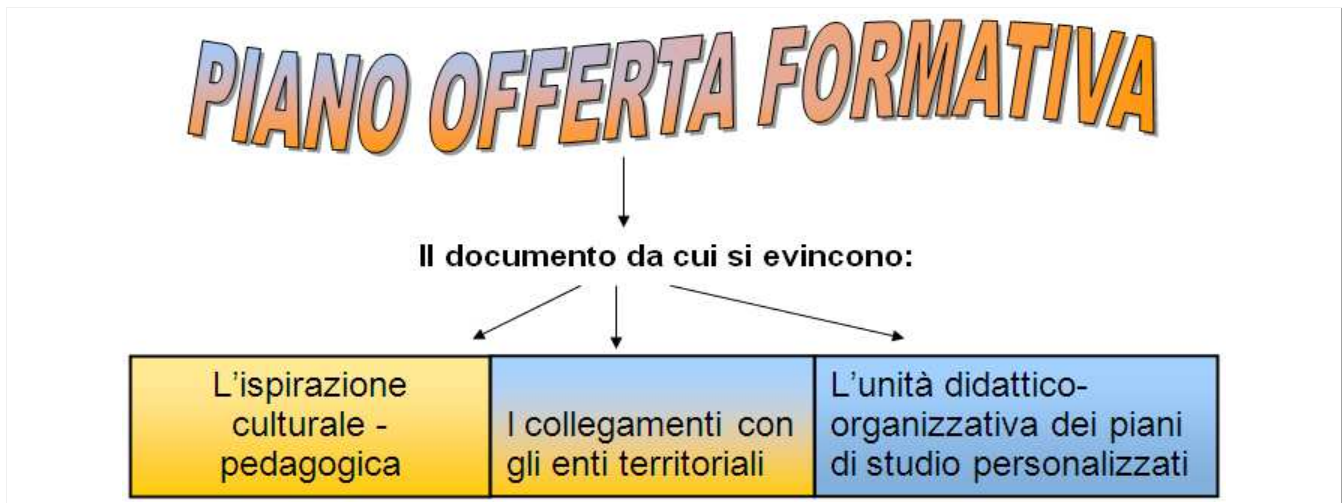 PIANO OFFERTA FORMATIVA
Il documento da cui si evincono:
L'ispirazione
culturale -
pedagogica
I collegamenti con
gli enti territoriali
L'unità didattico-
organizzativa dei piani
di studio personalizzati